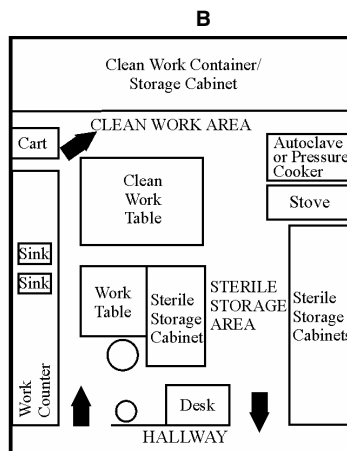 B
Clean Work Container/
Storage Cabinet
CLEAN WORK AREA
Cart
Autoclave
or Pressure
Cooker
Clean
Work
Table
Stove
Sink
Sink
Work
Table
Sterile
Storage
Cabinet
STERILE
STORAGE
AREA
Sterile
Storage
Cabinets
Work
Counter
Desk
HALLWAY